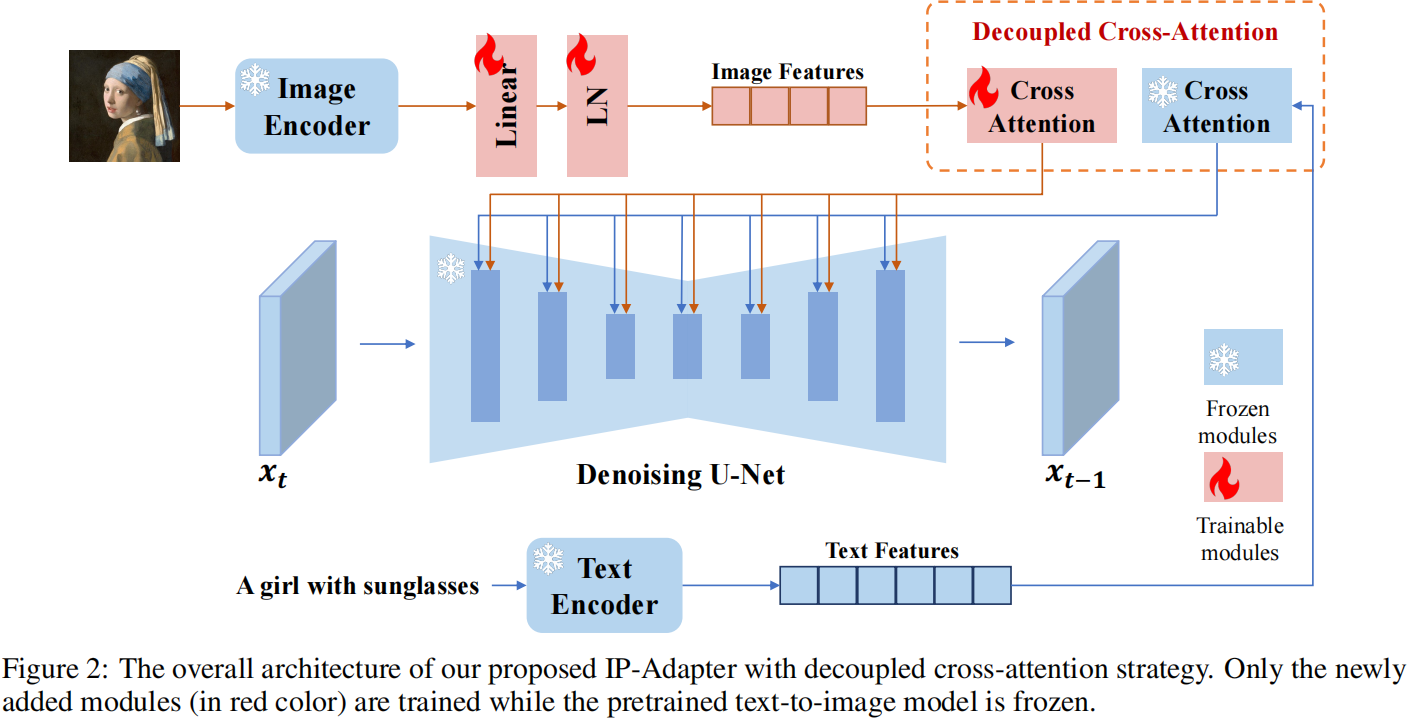 Decoupled Cross-Attention
Image
Encoder
Linear
LN
Image Features
Cross
Attention
Cross
Attention
x_t
Denoising U-Net
x_{t−1}
Frozen
modules
Trainable
modules
A girl with sunglasses
Text
Encoder
Text Features
Figure 2: The overall architecture of our proposed IP-Adapter with decoupled cross-attention strategy. Only the newly
added modules (in red color) are trained while the pretrained text-to-image model is frozen.